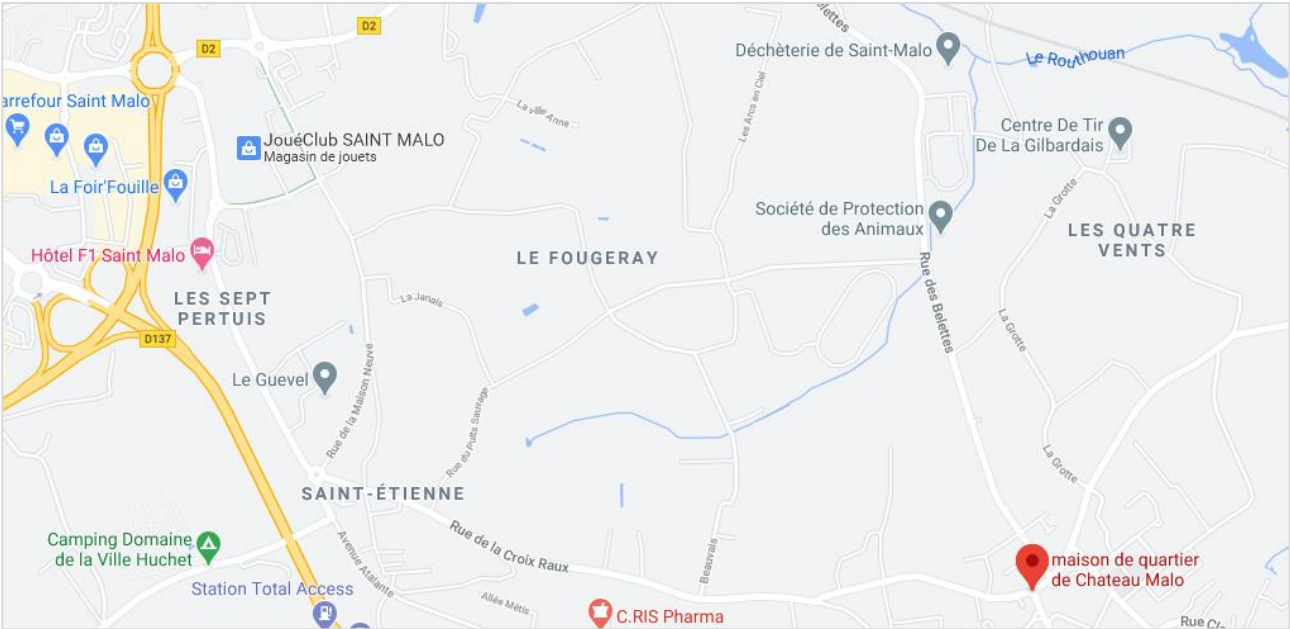 D2
D2
elettes
Déchèterie de Saint-Malo
Le Routhouan
arrefour Saint Malo
La ville Anne
Les Arcs en Ciel
JouéClub SAINT MALO
Magasin de jouets
Centre De Tir
De La Gilbardais
La Foir'Fouille
La Grotte
Société de Protection
des Animaux
LES QUATRE
VENTS
Hôtel F1 Saint Malo
LE FOUGERAY
Rue des Belettes
LES SEPT
PERTUIS
La Janais
D137
La Grotte
Le Guevel
Rue de la Maison Neuve
Rue du Puits Sauvage
La Grotte
SAINT-ÉTIENNE
Rue de la Croix Raux
Camping Domaine
de la Ville Huchet
Avenue Atalante
Beauvais
maison de quartier
de Chateau Malo
Station Total Access
Allée Métis
C.RIS Pharma
Rue Cl